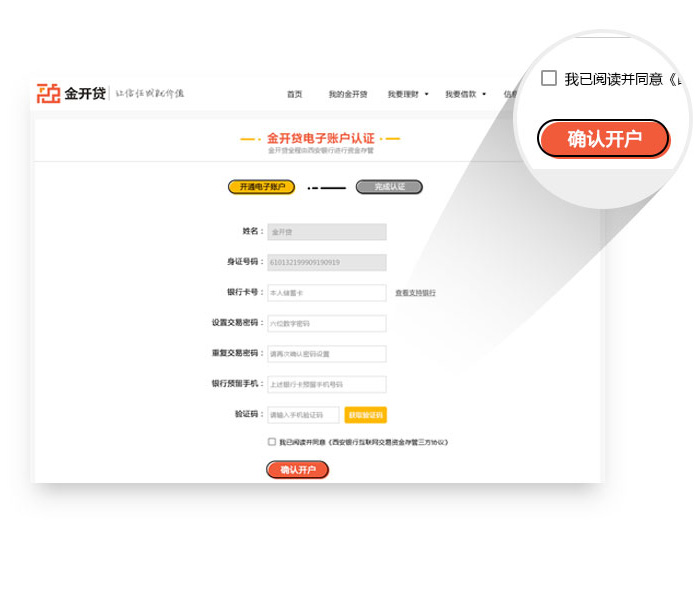 金开贷 让信任成就价值 首页 我的金开贷 我要理财 我要借款 信
金开贷电子账户认证
金开贷全程由西安银行进行资金存管
开通电子账户 完成认证
姓名： 金开贷
身证号码： 610132199909190919
银行卡号： 本人储蓄卡 查看支持银行
设置交易密码： 六位数字密码
重复交易密码： 请再次确认密码设置
银行预留手机： 上述银行卡预留手机号码
验证码： 请输入手机验证码 获取验证码
我已阅读并同意《西安银行互联网交易资金存管三方协议》
确认开户
我已阅读并同意《
确认开户